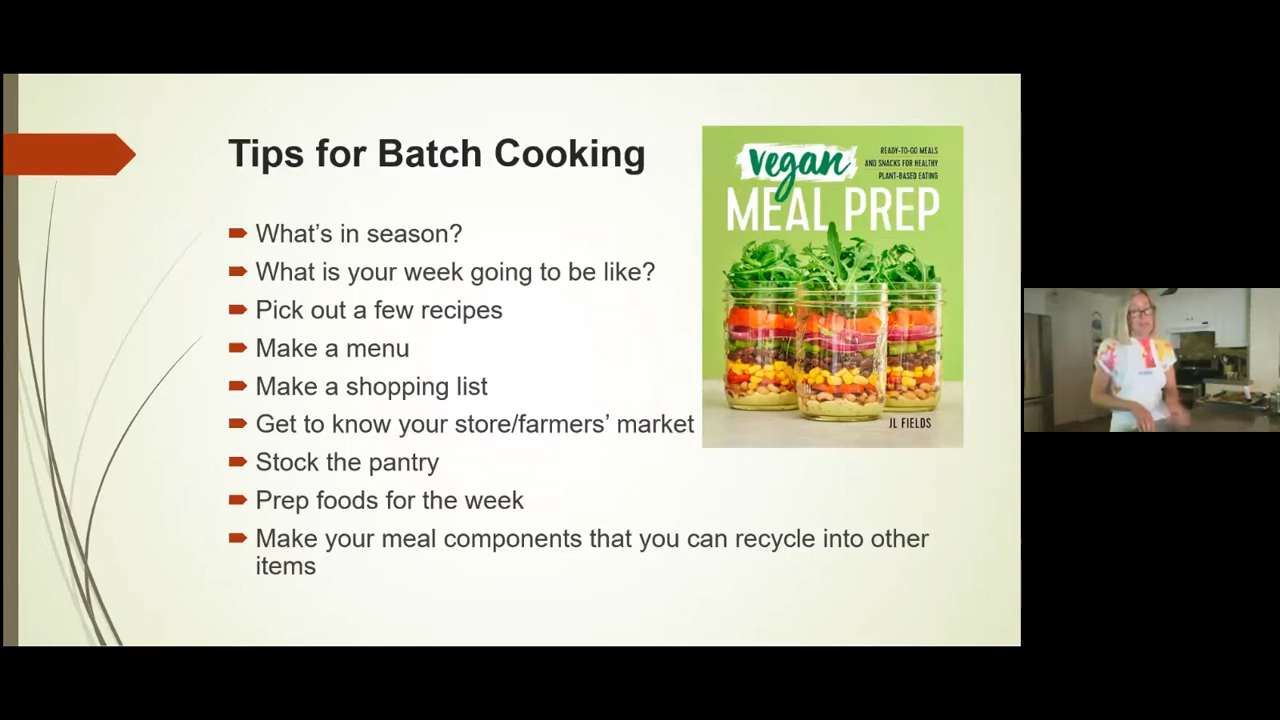 Tips for Batch Cooking
What's in season?
What is your week going to be like?
Pick out a few recipes
Make a menu
Make a shopping list
Get to know your store/farmers' market
Stock the pantry
Prep foods for the week
Make your meal components that you can recycle into other
items
vegan
READY-TO-GO MEALS
AND SNACKS FOR HEALTHY
PLANT-BASED EATING
MEAL PREP
JL FIELDS